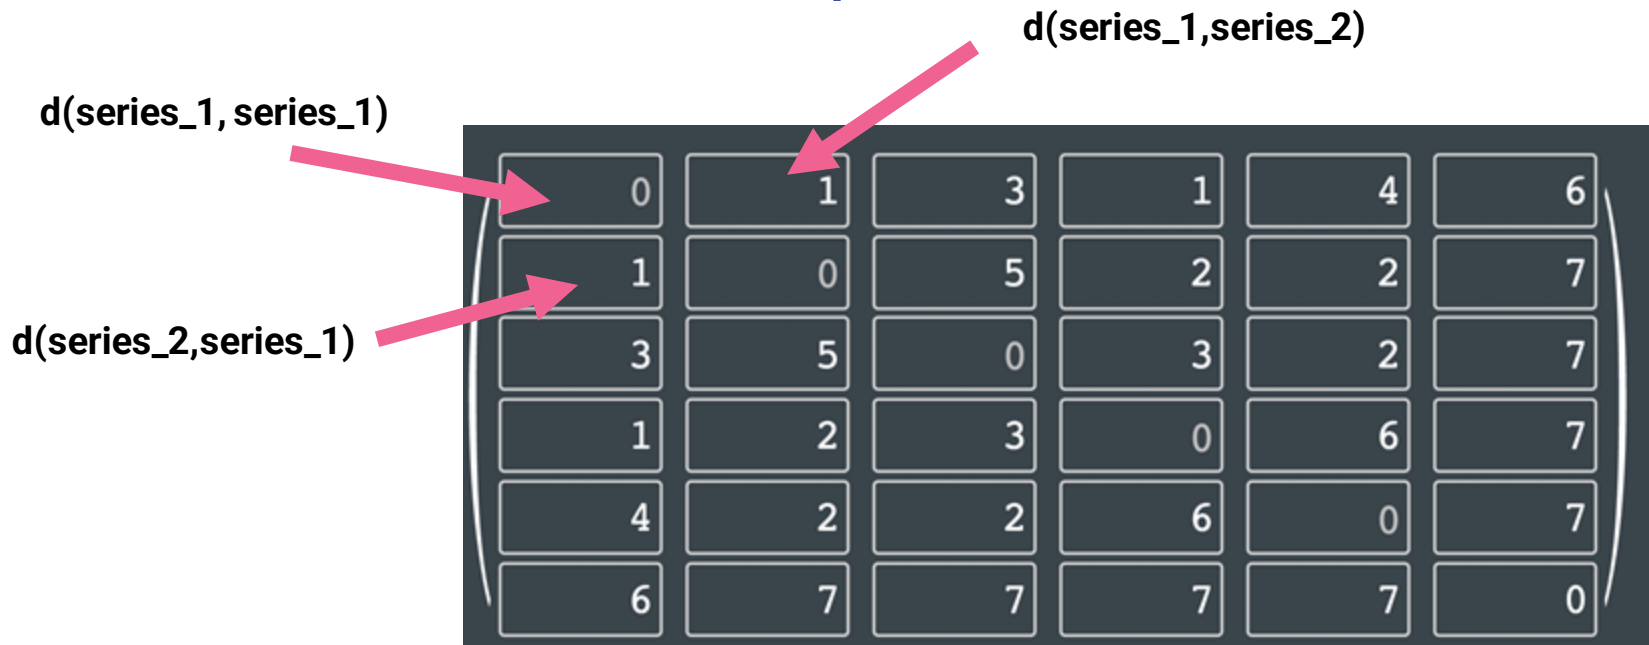 d(series_1,series_2)
d(series_1, series_1)
d(series_2,series_1)
0 1 3 1 4 6
1 0 5 2 2 7
3 5 0 3 2 7
1 2 3 0 6 7
4 2 2 6 0 7
6 7 7 7 7 0